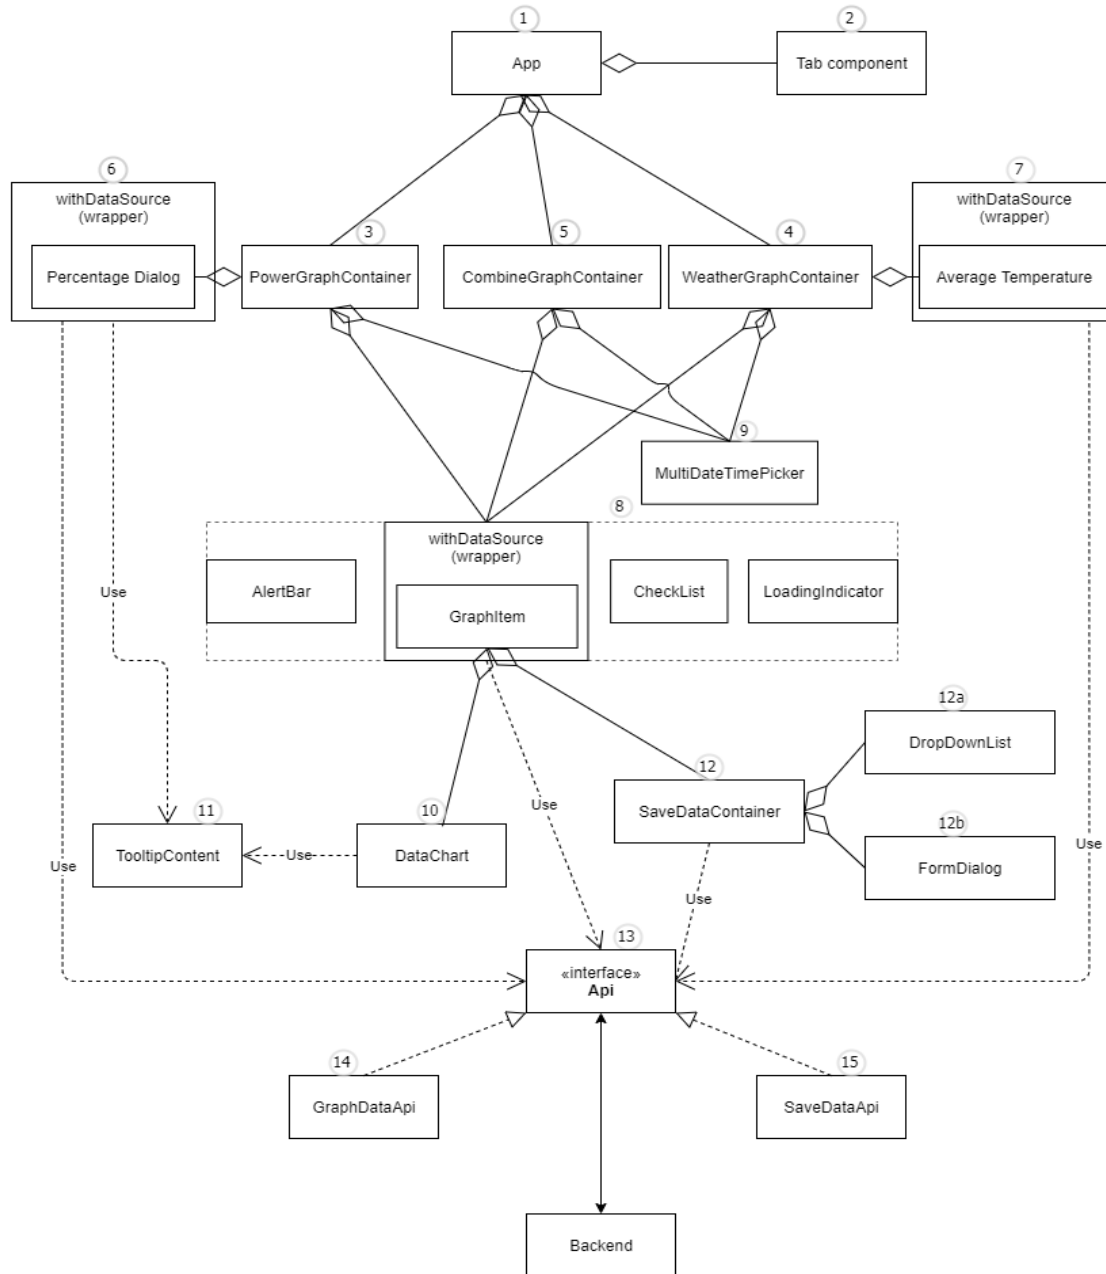 1
2
App
Tab component
6
7
withDataSource
(wrapper)
withDataSource
(wrapper)
3
5
4
Percentage Dialog
PowerGraphContainer
CombineGraphContainer
WeatherGraphContainer
Average Temperature
9
MultiDateTimePicker
8
withDataSource
(wrapper)
AlertBar
GraphItem
CheckList
LoadingIndicator
Use
12a
DropDownList
12
SaveDataContainer
Use
11
10
12b
TooltipContent
Use
DataChart
FormDialog
Use
Use
Use
13
«interface»
Api
14
15
GraphDataApi
SaveDataApi
Backend